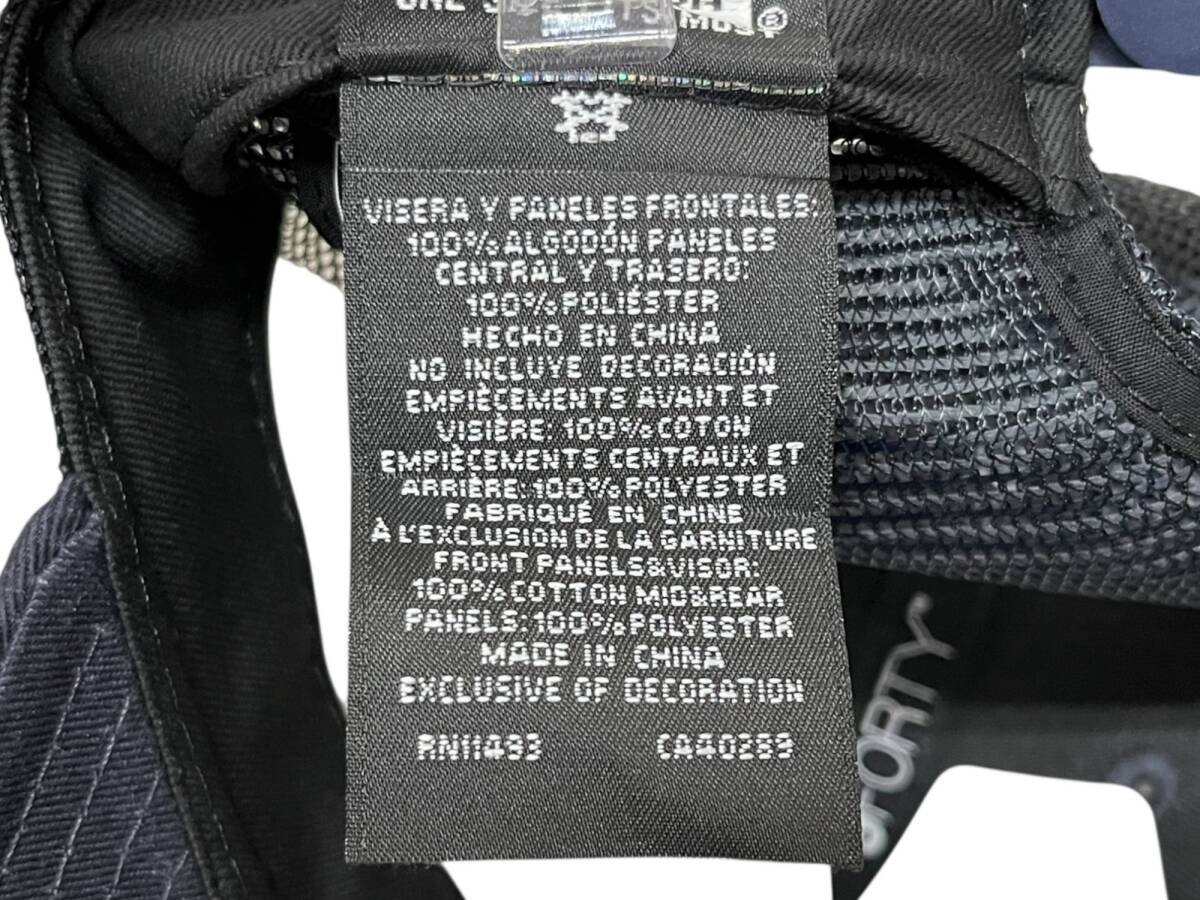 VISERA Y PANELES FRONTALES:
100% ALGODÓN PANELES
CENTRAL Y TRASERO:
100% POLIÉSTER
HECHO EN CHINA
NO INCLUYE DECORACIÓN
EMPIÈCEMENTS AVANT ET
VISIÈRE: 100% COTON
EMPIÈCEMENTS CENTRAUX ET
ARRIÈRE: 100% POLYESTER
FABRIQUÉ EN CHINE
À L'EXCLUSION DE LA GARNITURE
FRONT PANELS&VISOR:
100% COTTON MID&REAR
PANELS: 100% POLYESTER
MADE IN CHINA
EXCLUSIVE OF DECORATION
RN11493 CA40299
SPORTY